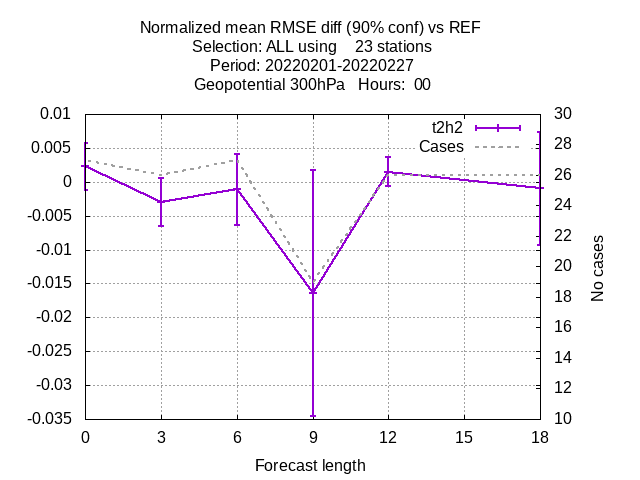 Normalized mean RMSE diff (90% conf) vs REF
Selection: ALL using    23 stations
Period: 20220201-20220227
Geopotential 300hPa   Hours:  00
t2h2
Cases
0.01
0.005
0
-0.005
-0.01
-0.015
-0.02
-0.025
-0.03
-0.035
30
28
26
24
22
20
18
16
14
12
10
No cases
0 3 6 9 12 15 18
Forecast length